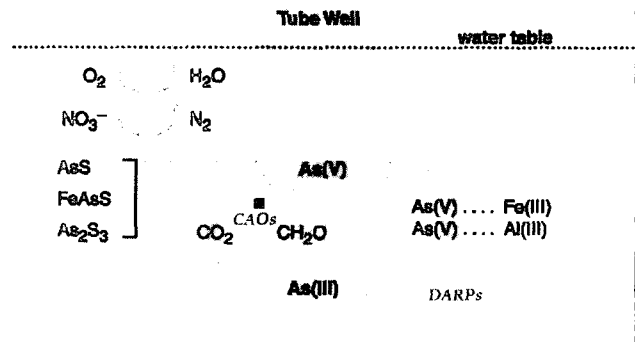 Tube Well
water table
O₂ H₂O
NO₃⁻ N₂
AsS As(V)
FeAsS
As(V) .... Fe(III)
CAOs
As₂S₃ CO₂ CH₂O As(V) .... Al(III)
As(III) DARPs